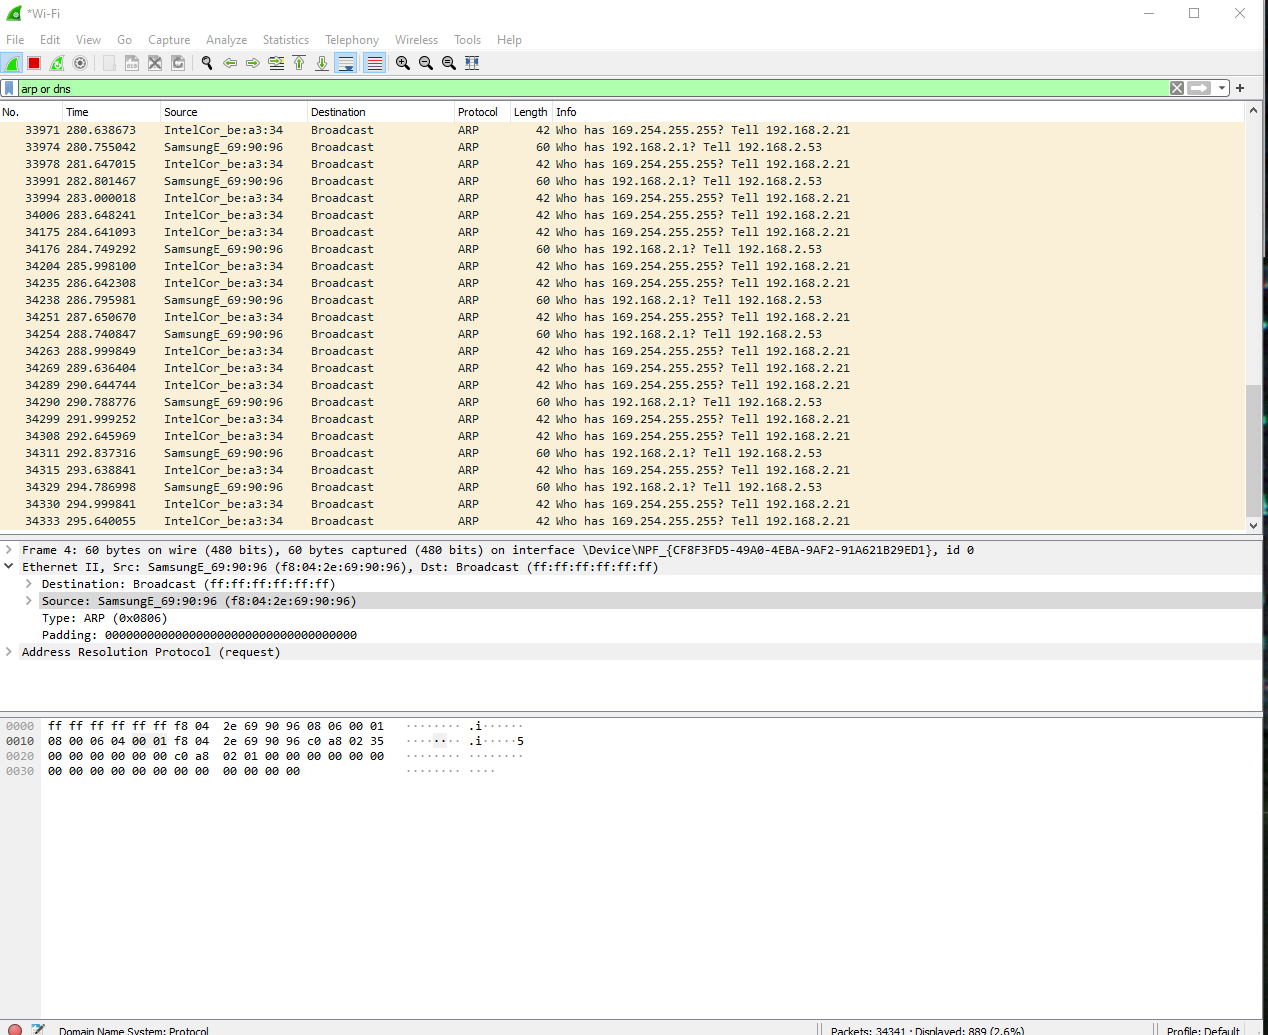 *Wi-Fi
File Edit View Go Capture Analyze Statistics Telephony Wireless Tools Help
arp or dns
No. Time Source Destination Protocol Length Info
33971 280.638673 IntelCor_be:a3:34 Broadcast ARP 42 Who has 169.254.255.255? Tell 192.168.2.21
33974 280.755042 SamsungE_69:90:96 Broadcast ARP 60 Who has 192.168.2.1? Tell 192.168.2.53
33978 281.647015 IntelCor_be:a3:34 Broadcast ARP 42 Who has 169.254.255.255? Tell 192.168.2.21
33991 282.801467 SamsungE_69:90:96 Broadcast ARP 60 Who has 192.168.2.1? Tell 192.168.2.53
33994 283.000018 IntelCor_be:a3:34 Broadcast ARP 42 Who has 169.254.255.255? Tell 192.168.2.21
34006 283.648241 IntelCor_be:a3:34 Broadcast ARP 42 Who has 169.254.255.255? Tell 192.168.2.21
34175 284.641093 IntelCor_be:a3:34 Broadcast ARP 42 Who has 169.254.255.255? Tell 192.168.2.21
34176 284.749292 SamsungE_69:90:96 Broadcast ARP 60 Who has 192.168.2.1? Tell 192.168.2.53
34204 285.998100 IntelCor_be:a3:34 Broadcast ARP 42 Who has 169.254.255.255? Tell 192.168.2.21
34235 286.642308 IntelCor_be:a3:34 Broadcast ARP 42 Who has 169.254.255.255? Tell 192.168.2.21
34238 286.795981 SamsungE_69:90:96 Broadcast ARP 60 Who has 192.168.2.1? Tell 192.168.2.53
34251 287.650670 IntelCor_be:a3:34 Broadcast ARP 42 Who has 169.254.255.255? Tell 192.168.2.21
34254 288.740847 SamsungE_69:90:96 Broadcast ARP 60 Who has 192.168.2.1? Tell 192.168.2.53
34263 288.999849 IntelCor_be:a3:34 Broadcast ARP 42 Who has 169.254.255.255? Tell 192.168.2.21
34269 289.636404 IntelCor_be:a3:34 Broadcast ARP 42 Who has 169.254.255.255? Tell 192.168.2.21
34289 290.644744 IntelCor_be:a3:34 Broadcast ARP 42 Who has 169.254.255.255? Tell 192.168.2.21
34290 290.788776 SamsungE_69:90:96 Broadcast ARP 60 Who has 192.168.2.1? Tell 192.168.2.53
34299 291.999252 IntelCor_be:a3:34 Broadcast ARP 42 Who has 169.254.255.255? Tell 192.168.2.21
34308 292.645969 IntelCor_be:a3:34 Broadcast ARP 42 Who has 169.254.255.255? Tell 192.168.2.21
34311 292.837316 SamsungE_69:90:96 Broadcast ARP 60 Who has 192.168.2.1? Tell 192.168.2.53
34315 293.638841 IntelCor_be:a3:34 Broadcast ARP 42 Who has 169.254.255.255? Tell 192.168.2.21
34329 294.786998 SamsungE_69:90:96 Broadcast ARP 60 Who has 192.168.2.1? Tell 192.168.2.53
34330 294.999841 IntelCor_be:a3:34 Broadcast ARP 42 Who has 169.254.255.255? Tell 192.168.2.21
34333 295.640055 IntelCor_be:a3:34 Broadcast ARP 42 Who has 169.254.255.255? Tell 192.168.2.21
Frame 4: 60 bytes on wire (480 bits), 60 bytes captured (480 bits) on interface \Device\NPF_{CF8F3FD5-49A0-4EBA-9AF2-91A621B29ED1}, id 0
Ethernet II, Src: SamsungE_69:90:96 (f8:04:2e:69:90:96), Dst: Broadcast (ff:ff:ff:ff:ff:ff)
Destination: Broadcast (ff:ff:ff:ff:ff:ff)
Source: SamsungE_69:90:96 (f8:04:2e:69:90:96)
Type: ARP (0x0806)
Padding: 000000000000000000000000000000000000
Address Resolution Protocol (request)
0000 ff ff ff ff ff ff f8 04 2e 69 90 96 08 06 00 01 ········ .i······
0010 08 00 06 04 00 01 f8 04 2e 69 90 96 c0 a8 02 35 ········ .i·····5
0020 00 00 00 00 00 00 c0 a8 02 01 00 00 00 00 00 00 ········ ········
0030 00 00 00 00 00 00 00 00 00 00 00 00 ········ ····
Domain Name System: Protocol Packets: 34341 · Displayed: 889 (2.6%) Profile: Default